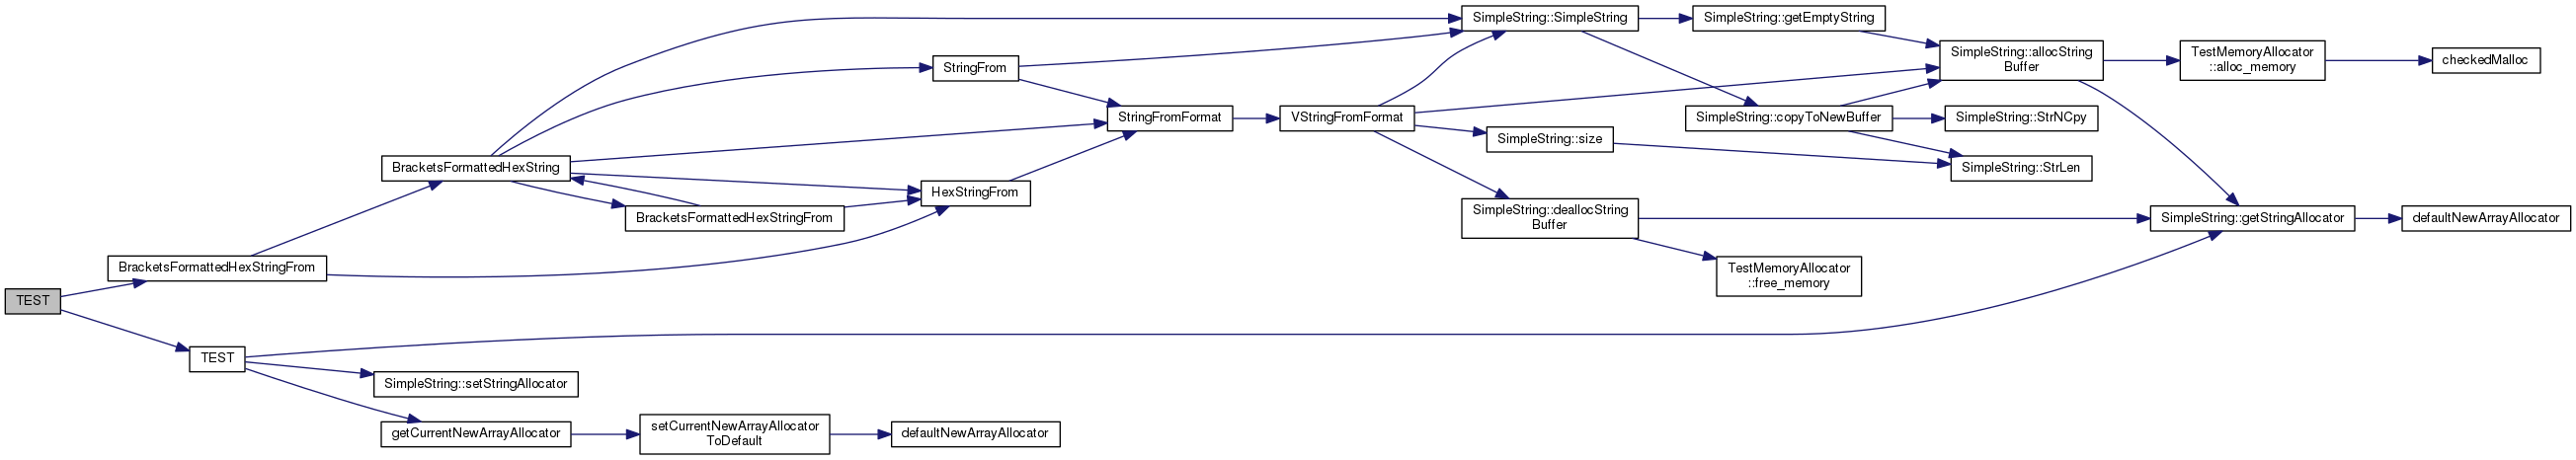 SimpleString::SimpleString
SimpleString::getEmptyString
StringFrom
SimpleString::allocString
Buffer
TestMemoryAllocator
::alloc_memory
checkedMalloc
StringFromFormat
VStringFromFormat
SimpleString::copyToNewBuffer
SimpleString::StrNCpy
SimpleString::size
BracketsFormattedHexString
SimpleString::StrLen
HexStringFrom
BracketsFormattedHexStringFrom
SimpleString::deallocString
Buffer
SimpleString::getStringAllocator
defaultNewArrayAllocator
BracketsFormattedHexStringFrom
TestMemoryAllocator
::free_memory
TEST
TEST
SimpleString::setStringAllocator
getCurrentNewArrayAllocator
setCurrentNewArrayAllocator
ToDefault
defaultNewArrayAllocator